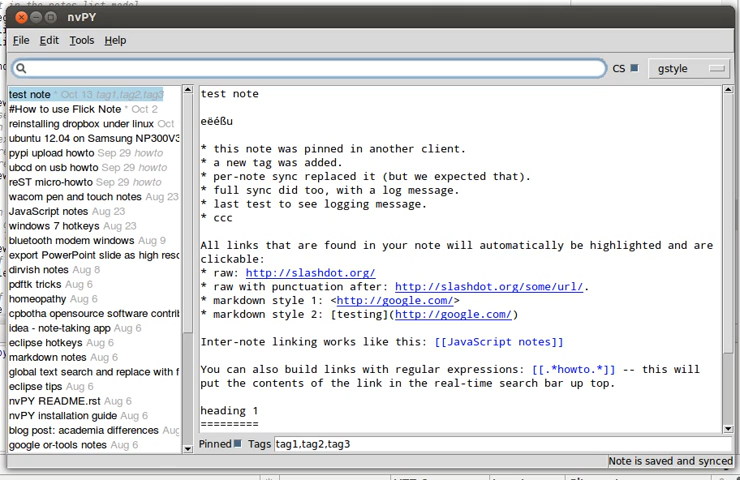 nvPY
File Edit Tools Help
CS gstyle
test note * Oct 13 tag1,tag2,tag3
#How to use Flick Note * Oct 2
reinstalling dropbox under linux Oct
ubuntu 12.04 on Samsung NP300V3
pypi upload howto Sep 29 howto
ubcd on usb howto Sep 29 howto
reST micro-howto Sep 29 howto
wacom pen and touch notes Aug 23
JavaScript notes Aug 23
windows 7 hotkeys Aug 23
bluetooth modem windows Aug 9
export PowerPoint slide as high reso
dirvish notes Aug 8
pdftk tricks Aug 6
homeopathy Aug 6
cpbotha opensource software contrib
idea - note-taking app Aug 6
eclipse hotkeys Aug 6
markdown notes Aug 6
global text search and replace with f
eclipse tips Aug 6
nvPY README.rst Aug 6
nvPY installation guide Aug 6
blog post: academia differences Aug
google or-tools notes Aug 6
test note
eëéßu
* this note was pinned in another client.
* a new tag was added.
* per-note sync replaced it (but we expected that).
* full sync did too, with a log message.
* last test to see logging message.
* ccc
All links that are found in your note will automatically be highlighted and are
clickable:
* raw: http://slashdot.org/
* raw with punctuation after: http://slashdot.org/some/url/.
* markdown style 1: <http://google.com/>
* markdown style 2: [testing](http://google.com/)
Inter-note linking works like this: [[JavaScript notes]]
You can also build links with regular expressions: [[.*howto.*]] -- this will
put the contents of the link in the real-time search bar up top.
heading 1
=========
Pinned Tags tag1,tag2,tag3
Note is saved and synced